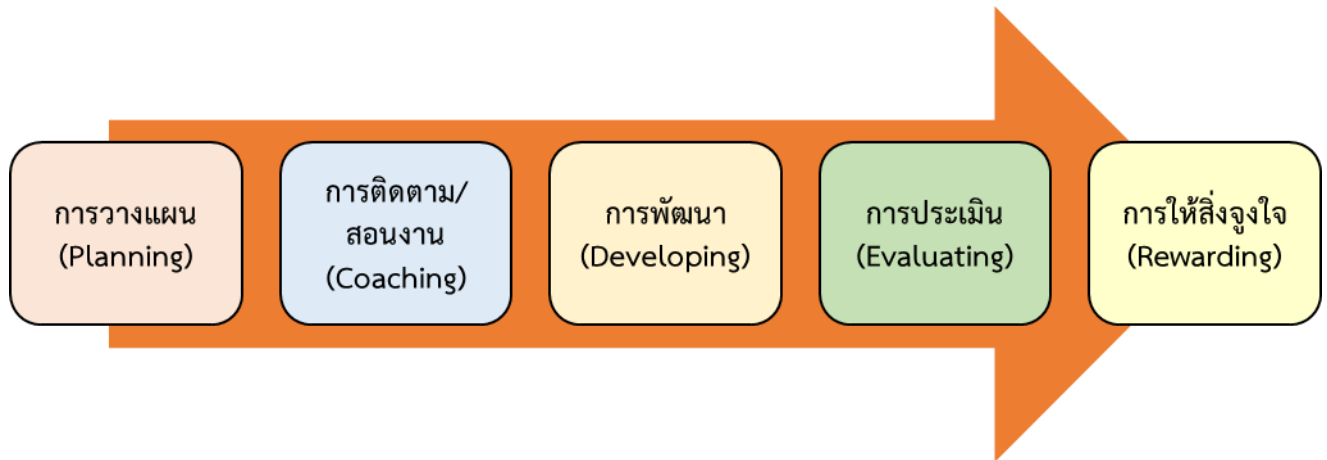 การวางแผน
(Planning)
การติดตาม/
สอนงาน
(Coaching)
การพัฒนา
(Developing)
การประเมิน
(Evaluating)
การให้สิ่งจูงใจ
(Rewarding)